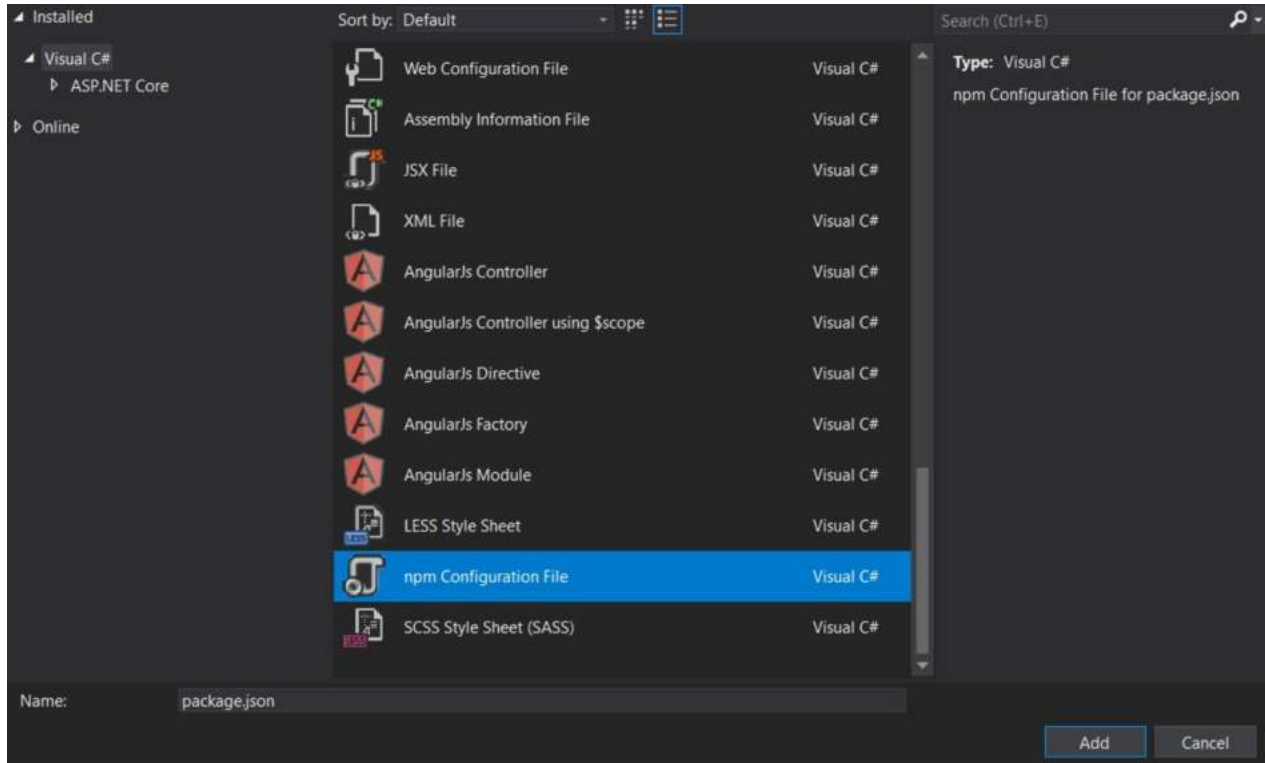 Installed
Sort by: Default
Search (Ctrl+E)
Visual C#
ASP.NET Core
Online
Web Configuration File Visual C#
Assembly Information File Visual C#
JSX File Visual C#
XML File Visual C#
AngularJs Controller Visual C#
AngularJs Controller using $scope Visual C#
AngularJs Directive Visual C#
AngularJs Factory Visual C#
AngularJs Module Visual C#
LESS Style Sheet Visual C#
npm Configuration File Visual C#
SCSS Style Sheet (SASS) Visual C#
Type: Visual C#
npm Configuration File for package.json
Name: package.json
Add Cancel